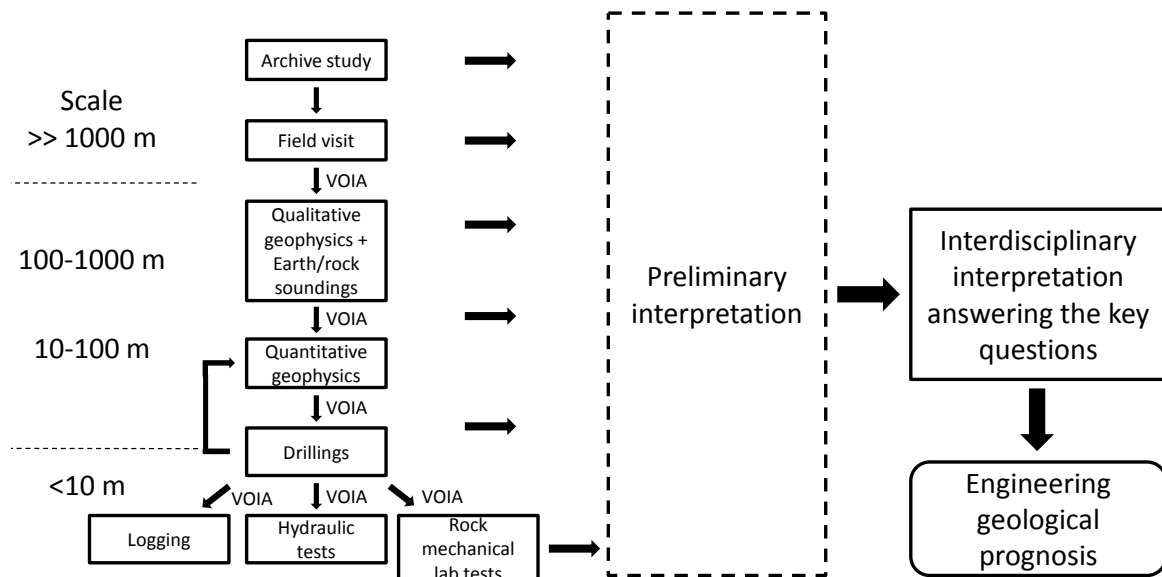 Scale
>> 1000 m
100-1000 m
10-100 m
<10 m
Archive study
Field visit
VOIA
Qualitative
geophysics +
Earth/rock
soundings
VOIA
Quantitative
geophysics
VOIA
Drillings
VOIA
VOIA
VOIA
Logging
Hydraulic
tests
Rock
mechanical
lab tests
Preliminary
interpretation
Interdisciplinary
interpretation
answering the key
questions
Engineering
geological
prognosis